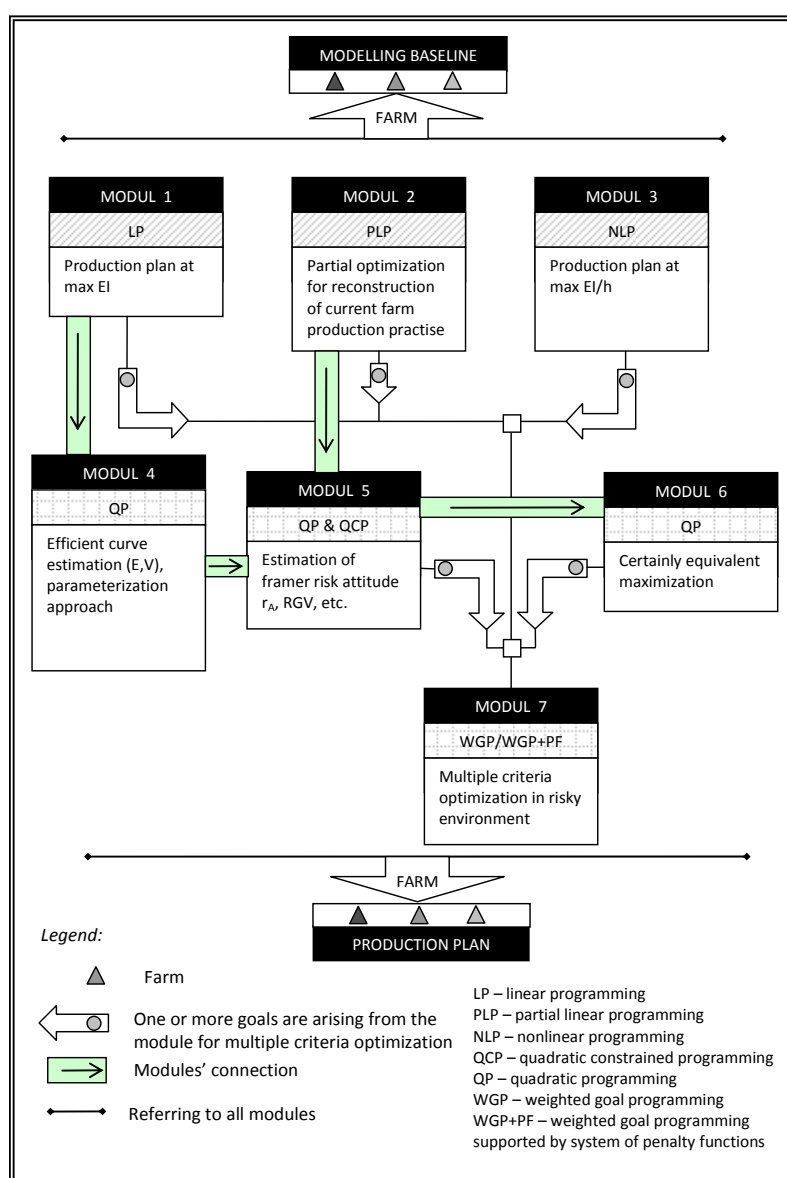 MODELLING BASELINE
FARM
MODUL 1
LP
Production plan at
max EI
MODUL 2
PLP
Partial optimization
for reconstruction
of current farm
production practise
MODUL 3
NLP
Production plan at
max EI/h
MODUL 4
QP
Efficient curve
estimation (E,V),
parameterization
approach
MODUL 5
QP & QCP
Estimation of
framer risk attitude
rA, RGV, etc.
MODUL 6
QP
Certainly equivalent
maximization
MODUL 7
WGP/WGP+PF
Multiple criteria
optimization in risky
environment
FARM
PRODUCTION PLAN
Legend:
Farm
One or more goals are arising from the
module for multiple criteria optimization
Modules’ connection
Referring to all modules
LP – linear programming
PLP – partial linear programming
NLP – nonlinear programming
QCP – quadratic constrained programming
QP – quadratic programming
WGP – weighted goal programming
WGP+PF – weighted goal programming
supported by system of penalty functions